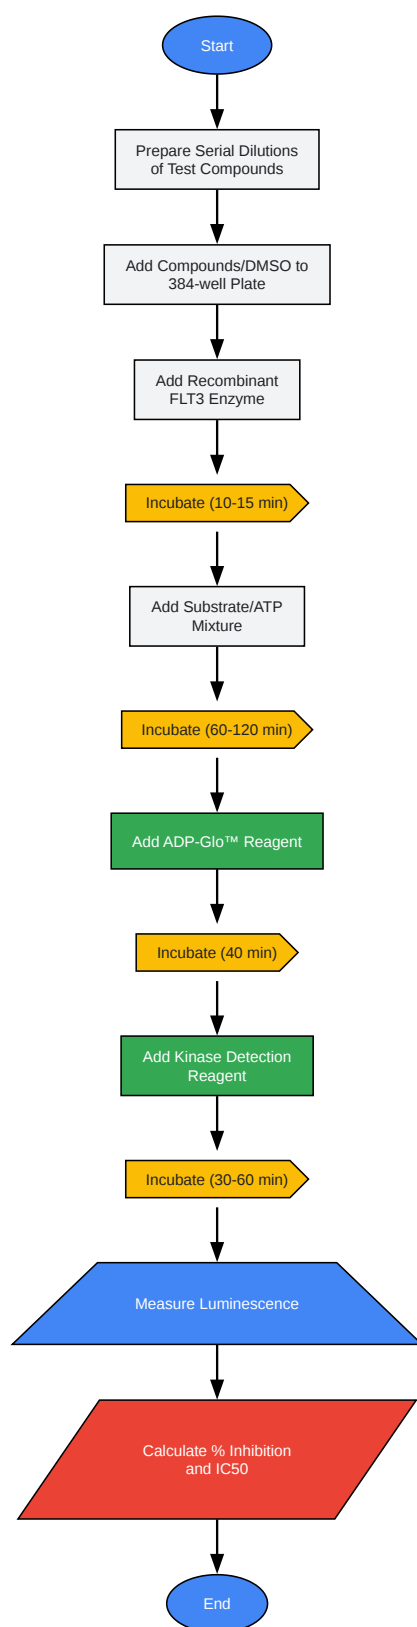 Start
Prepare Serial Dilutions
of Test Compounds
Add Compounds/DMSO to
384-well Plate
Add Recombinant
FLT3 Enzyme
Incubate (10-15 min)
Add Substrate/ATP
Mixture
Incubate (60-120 min)
Add ADP-Glo™ Reagent
Incubate (40 min)
Add Kinase Detection
Reagent
Incubate (30-60 min)
Measure Luminescence
Calculate % Inhibition
and IC50
End